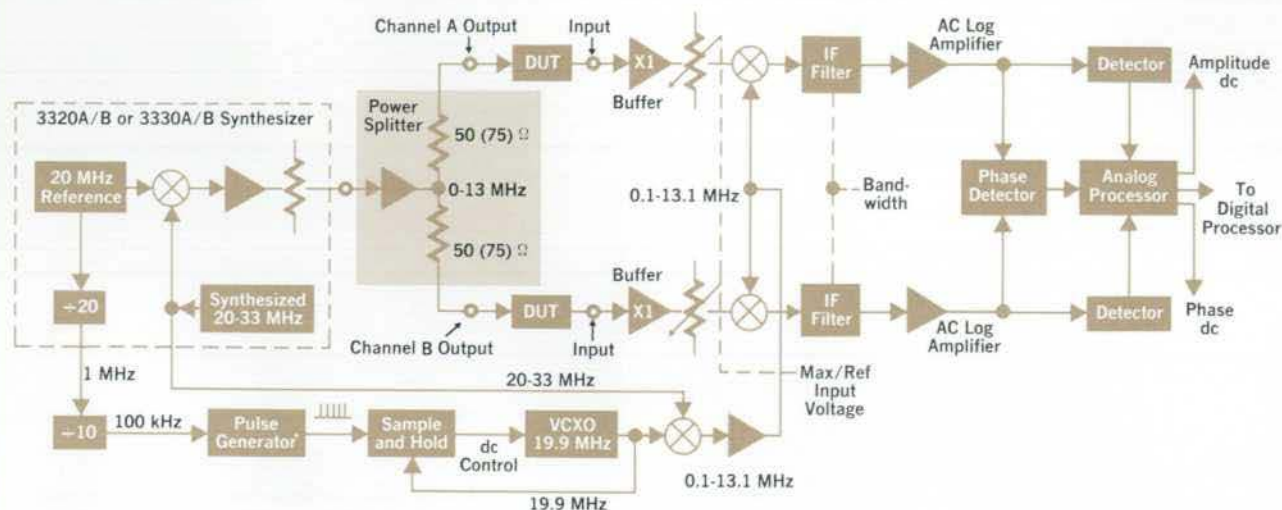 Channel A Output
Input
DUT
X1
Buffer
IF
Filter
AC Log
Amplifier
Detector
Amplitude
dc
3320A/B or 3330A/B Synthesizer
Power
Splitter
50 (75) Ω
20 MHz
Reference
0-13 MHz
0.1-13.1 MHz
Band-
width
Phase
Detector
Analog
Processor
To
Digital
Processor
50 (75) Ω
÷20
Synthesized
20-33 MHz
Channel B Output
DUT
Input
Buffer
X1
IF
Filter
AC Log
Amplifier
Detector
Phase
dc
1 MHz
20-33 MHz
Max/Ref
Input
Voltage
÷10
100 kHz
Pulse
Generator*
Sample
and Hold
dc
Control
VCXO
19.9 MHz
0.1-13.1 MHz
19.9 MHz